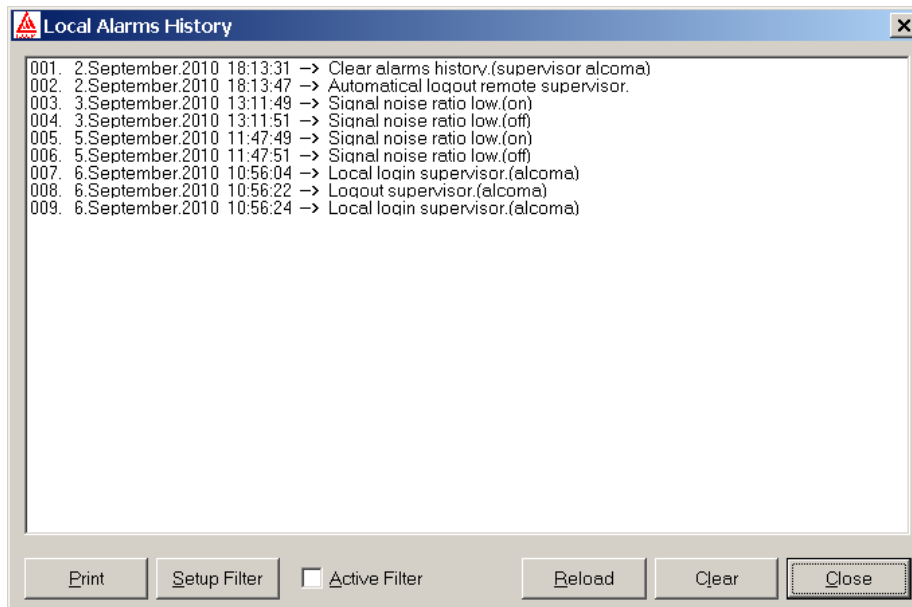 Local Alarms History
001. 2.September.2010 18:13:31 --> Clear alarms history.(supervisor alcoma)
002. 2.September.2010 18:13:47 --> Automatical logout remote supervisor.
003. 3.September.2010 13:11:49 --> Signal noise ratio low.(on)
004. 3.September.2010 13:11:51 --> Signal noise ratio low.(off)
005. 5.September.2010 11:47:49 --> Signal noise ratio low.(on)
006. 5.September.2010 11:47:51 --> Signal noise ratio low.(off)
007. 6.September.2010 10:56:04 --> Local login supervisor.(alcoma)
008. 6.September.2010 10:56:22 --> Logout supervisor.(alcoma)
009. 6.September.2010 10:56:24 --> Local login supervisor.(alcoma)
Print Setup Filter Active Filter Reload Clear Close